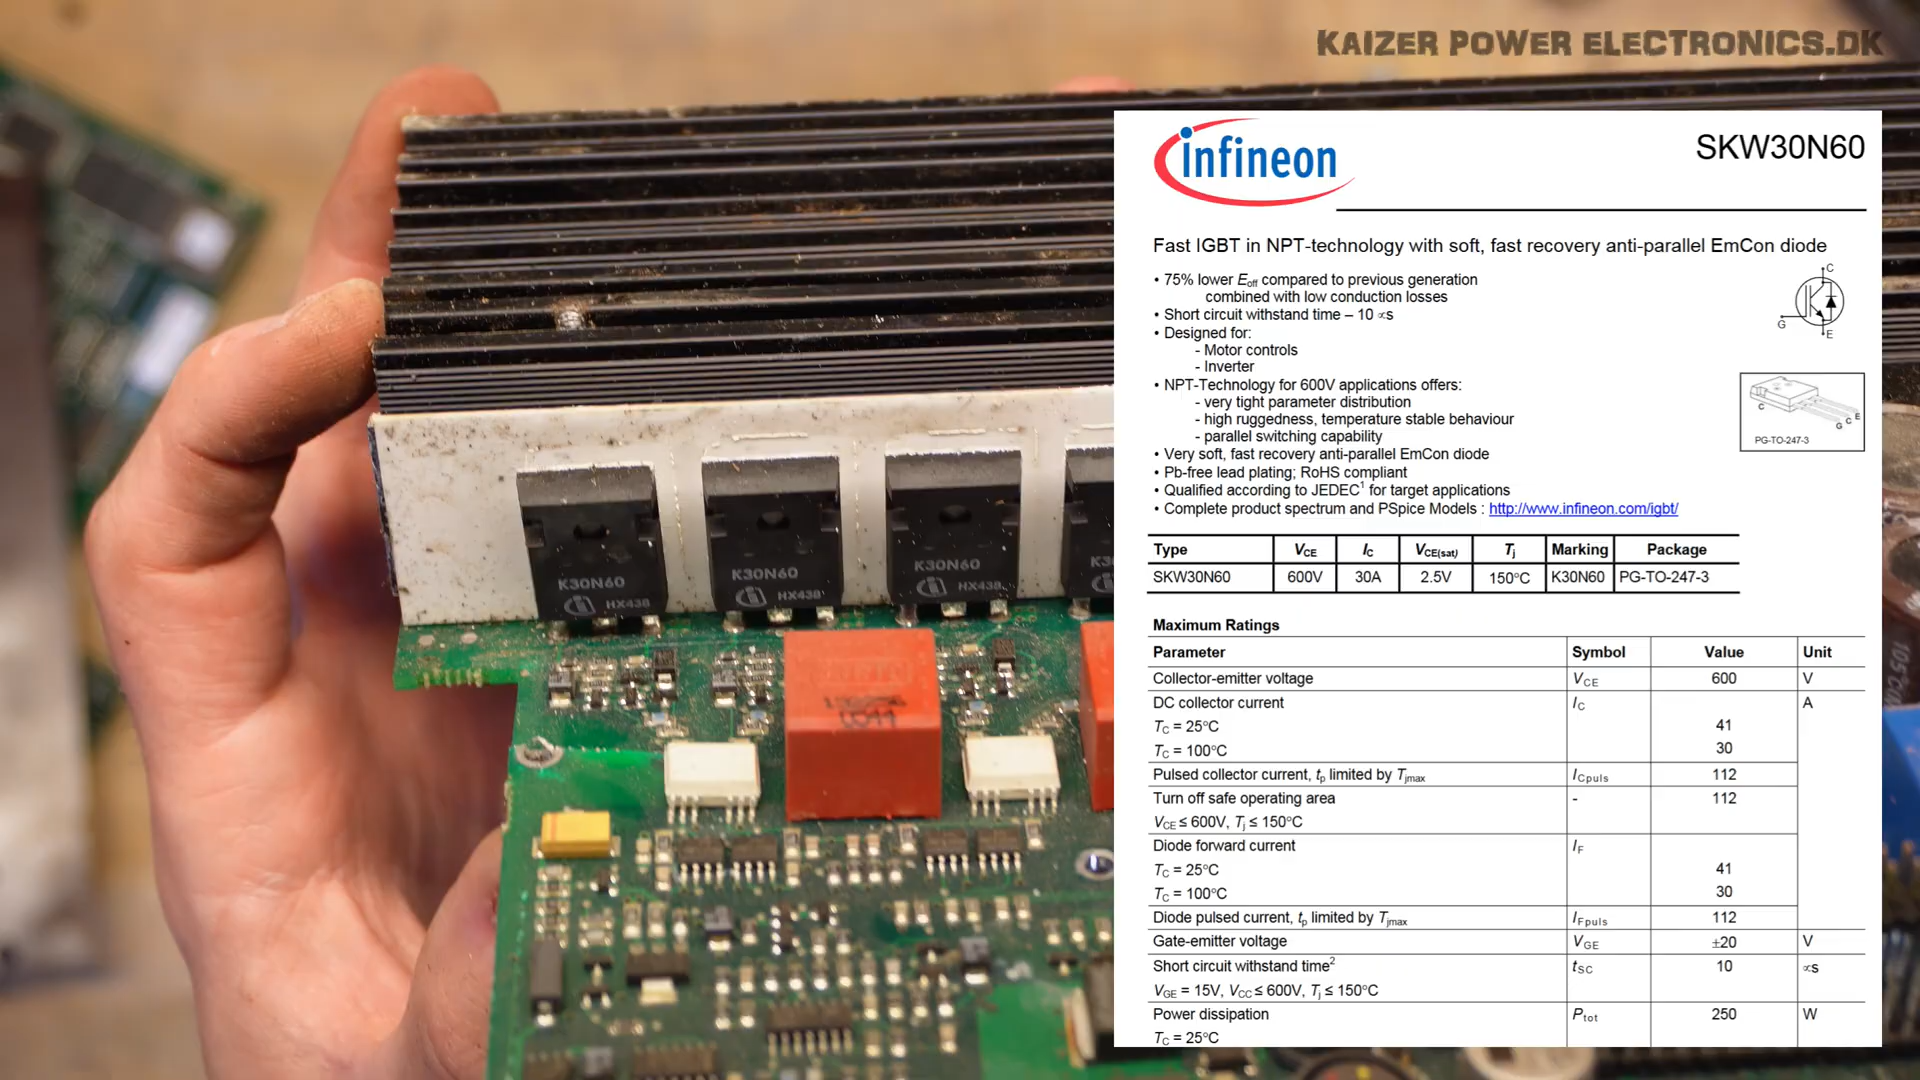 KAIZER POWER ELECTRONICS.DK
infineon
SKW30N60
Fast IGBT in NPT-technology with soft, fast recovery anti-parallel EmCon diode
• 75% lower Eoff compared to previous generation
combined with low conduction losses
• Short circuit withstand time – 10 ∝s
• Designed for:
- Motor controls
- Inverter
• NPT-Technology for 600V applications offers:
- very tight parameter distribution
- high ruggedness, temperature stable behaviour
- parallel switching capability
• Very soft, fast recovery anti-parallel EmCon diode
• Pb-free lead plating; RoHS compliant
• Qualified according to JEDEC1 for target applications
• Complete product spectrum and PSpice Models : http://www.infineon.com/igbt/
C
G
E
C
G C E
PG-TO-247-3
Type VCE IC VCE(sat) Tj Marking Package
SKW30N60 600V 30A 2.5V 150°C K30N60 PG-TO-247-3
Maximum Ratings
Parameter Symbol Value Unit
Collector-emitter voltage VCE 600 V
DC collector current IC A
TC = 25°C 41
TC = 100°C 30
Pulsed collector current, tp limited by Tjmax ICpuls 112
Turn off safe operating area - 112
VCE ≤ 600V, Tj ≤ 150°C
Diode forward current IF
TC = 25°C 41
TC = 100°C 30
Diode pulsed current, tp limited by Tjmax IFpuls 112
Gate-emitter voltage VGE ±20 V
Short circuit withstand time2 tSC 10 ∝s
VGE = 15V, VCC ≤ 600V, Tj ≤ 150°C
Power dissipation Ptot 250 W
TC = 25°C
K30N60
HX438
K30N60
HX438
K30N60
HX438